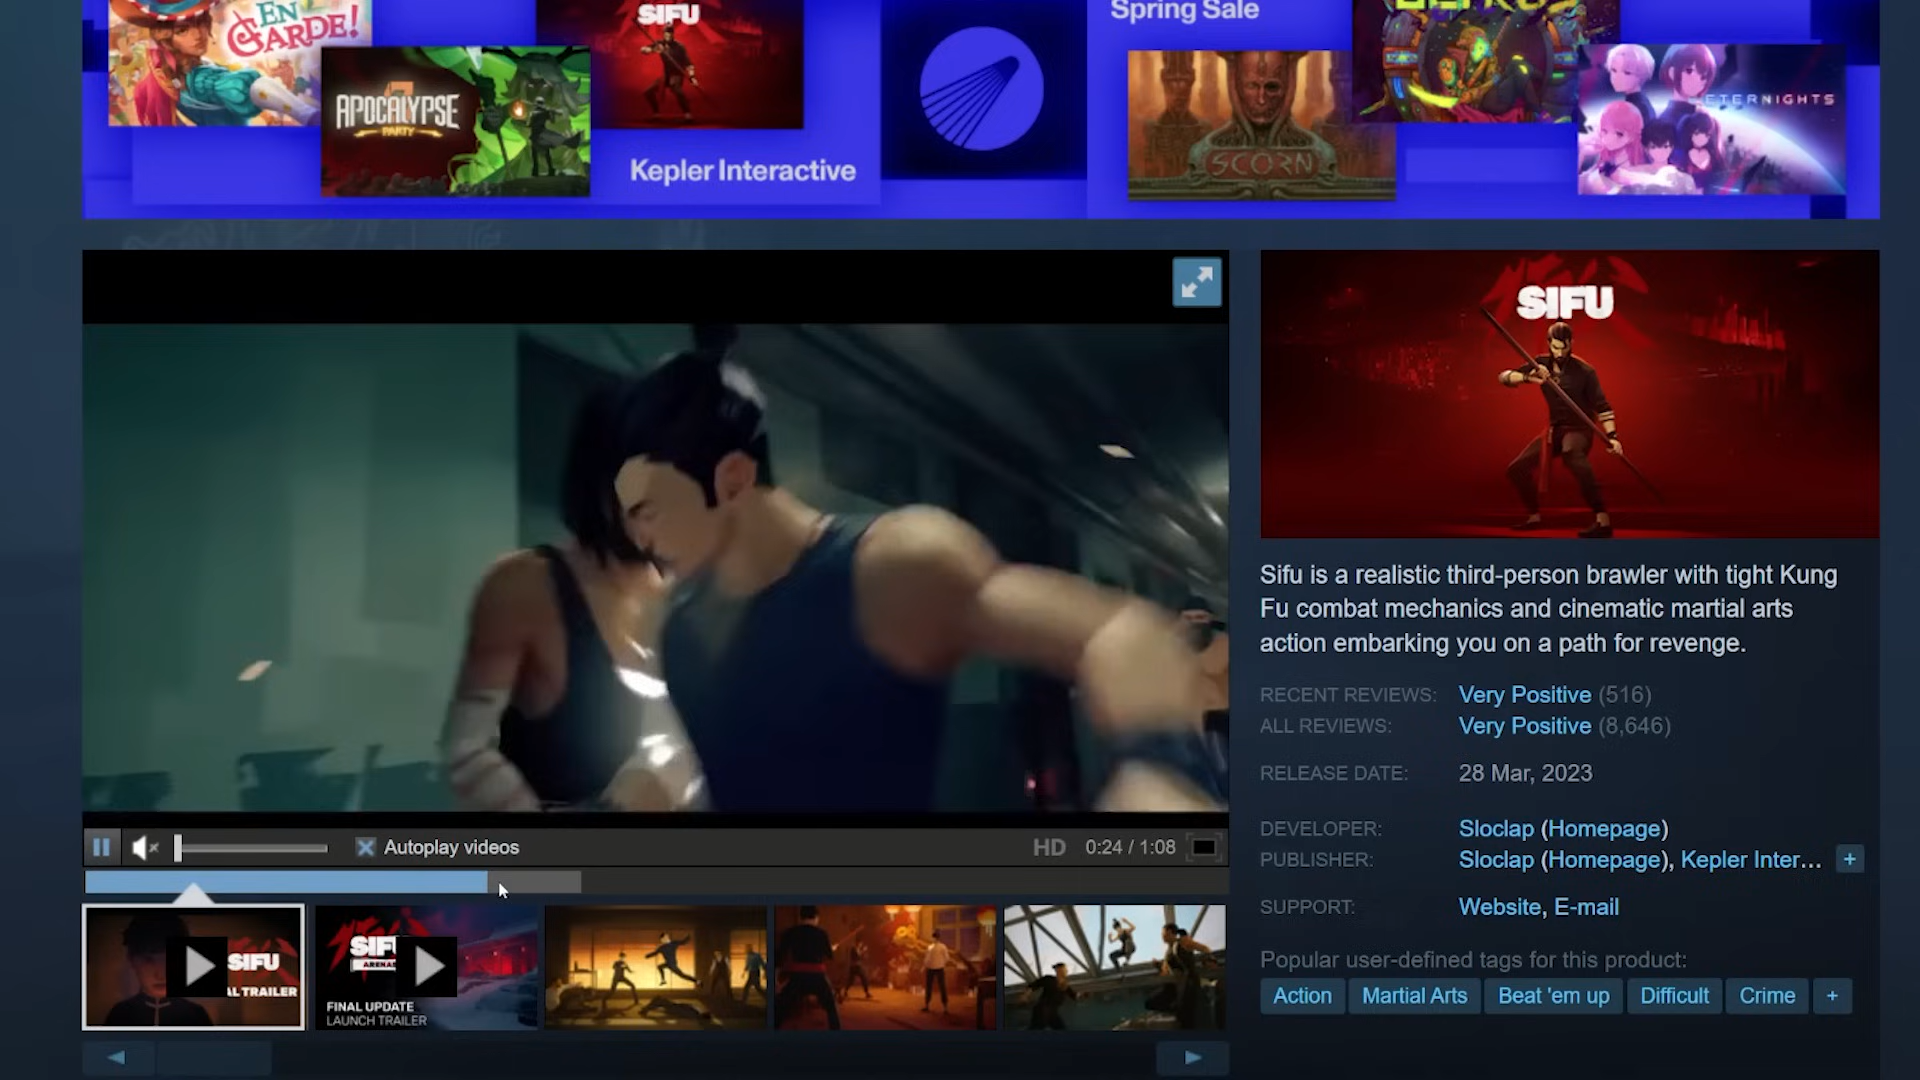 EN
GARDE!
SIFU
Spring Sale
APOCALYPSE
PARTY
SCORN
ETERNIGHTS
Kepler Interactive
SIFU
Sifu is a realistic third-person brawler with tight Kung
Fu combat mechanics and cinematic martial arts
action embarking you on a path for revenge.
RECENT REVIEWS: Very Positive (516)
ALL REVIEWS: Very Positive (8,646)
RELEASE DATE: 28 Mar, 2023
DEVELOPER: Sloclap (Homepage)
PUBLISHER: Sloclap (Homepage), Kepler Inter... +
SUPPORT: Website, E-mail
Popular user-defined tags for this product:
Action Martial Arts Beat 'em up Difficult Crime +
Autoplay videos HD 0:24 / 1:08
SIFU
AL TRAILER
SIF
ARENAS
FINAL UPDATE
LAUNCH TRAILER